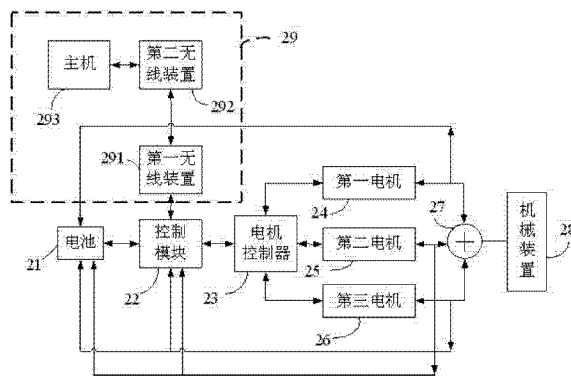 29
主机
293
第二无
线装置
292
291
第一无
线装置
第一电机
24
27
机
械
装
置
28
电池
21
控制
模块
22
电机
控制器
23
第二电机
25
第三电机
26